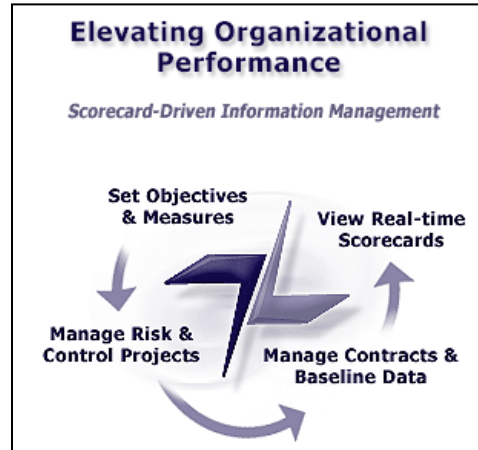 Elevating Organizational
Performance
Scorecard-Driven Information Management
Set Objectives
& Measures
View Real-time
Scorecards
Manage Risk &
Control Projects
Manage Contracts &
Baseline Data